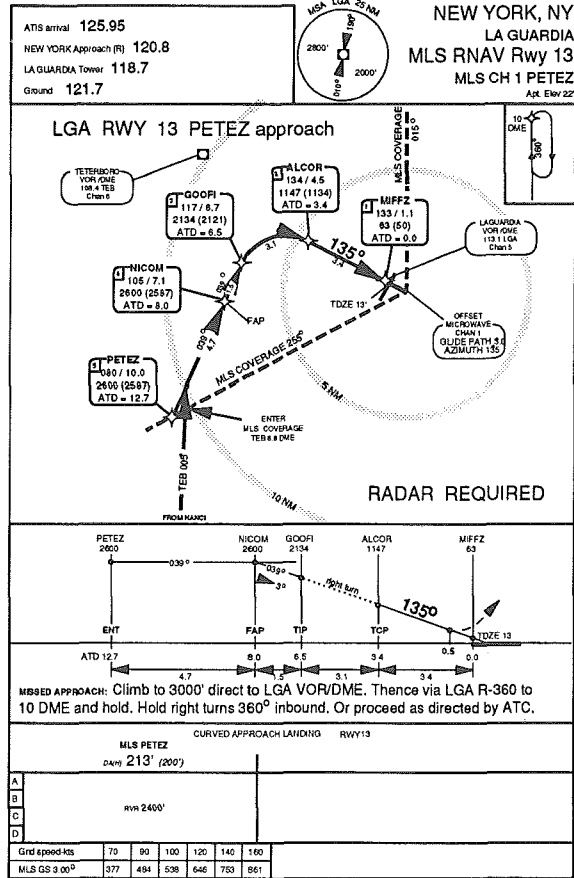 NEW YORK, NY
LA GUARDIA
MLS RNAV Rwy 13
MLS CH 1 PETEZ
Apt. Elev 22'
ATIS arrival 125.95
NEW YORK Approach (R) 120.8
LA GUARDIA Tower 118.7
Ground 121.7
MSA LGA 25 NM
2800'
190°
010°
2000'
LGA RWY 13 PETEZ approach
10 DME
360°
TETERBORO
VOR/DME
108.4 TEB
Chan 6
2
GOOFI
117 / 6.7
2134 (2121)
ATD = 6.5
ALCOR
134 / 4.5
1147 (1134)
ATD = 3.4
MLS COVERAGE 015°
MIFFZ
133 / 1.1
63 (50)
ATD = 0.0
LAGUARDIA
VOR/DME
113.1 LGA
Chan 5
3.1
135°
3.4
TDZE 13'
NICOM
105 / 7.1
2600 (2587)
ATD = 8.0
1.5
FAP
OFFSET
MICROWAVE
CHAN 1
GLIDE PATH 3.0
AZIMUTH 135
039°
4.7
MLS COVERAGE 255°
PETEZ
080 / 10.0
2600 (2587)
ATD = 12.7
5 NM
ENTER
MLS COVERAGE
TEB 8.8 DME
TEB 005°
10 NM
FROM NANCI
RADAR REQUIRED
PETEZ NICOM GOOFI ALCOR MIFFZ
2600 2600 2134 1147 63
039° 039° right turn 135°
3°
ENT FAP TIP TCP TDZE 13
0.5
ATD 12.7 8.0 6.5 3.4 0.0
4.7 1.5 3.1 3.4
MISSED APPROACH: Climb to 3000' direct to LGA VOR/DME. Thence via LGA R-360 to
10 DME and hold. Hold right turns 360° inbound. Or proceed as directed by ATC.
CURVED APPROACH LANDING RWY13
MLS PETEZ
DA(H) 213' (200')
A
B
C
D
RVR 2400'
Gnd speed-kts 70 90 100 120 140 160
MLS GS 3.00° 377 484 538 646 753 861